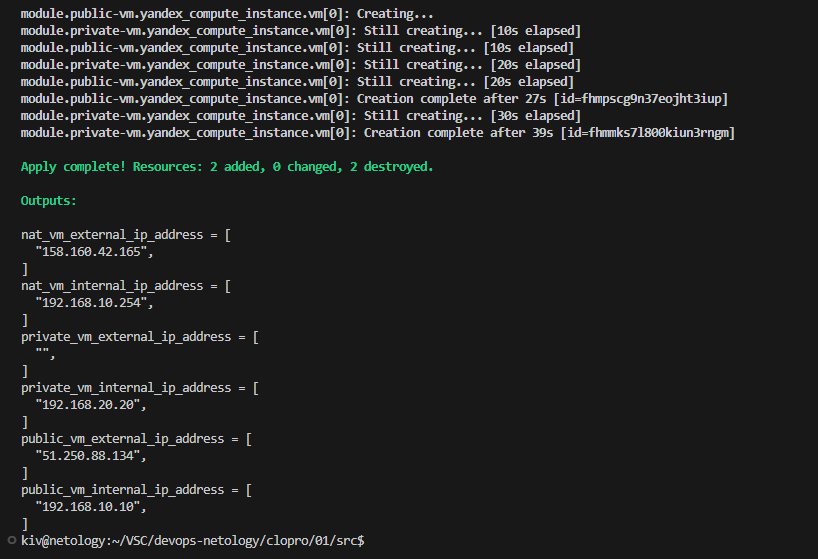 module.public-vm.yandex_compute_instance.vm[0]: Creating...
module.private-vm.yandex_compute_instance.vm[0]: Still creating... [10s elapsed]
module.public-vm.yandex_compute_instance.vm[0]: Still creating... [10s elapsed]
module.private-vm.yandex_compute_instance.vm[0]: Still creating... [20s elapsed]
module.public-vm.yandex_compute_instance.vm[0]: Still creating... [20s elapsed]
module.public-vm.yandex_compute_instance.vm[0]: Creation complete after 27s [id=fhmpscg9n37eojht3iup]
module.private-vm.yandex_compute_instance.vm[0]: Still creating... [30s elapsed]
module.private-vm.yandex_compute_instance.vm[0]: Creation complete after 39s [id=fhmmks7l800kiun3rngm]
Apply complete! Resources: 2 added, 0 changed, 2 destroyed.
Outputs:
nat_vm_external_ip_address = [
"158.160.42.165",
]
nat_vm_internal_ip_address = [
"192.168.10.254",
]
private_vm_external_ip_address = [
"",
]
private_vm_internal_ip_address = [
"192.168.20.20",
]
public_vm_external_ip_address = [
"51.250.88.134",
]
public_vm_internal_ip_address = [
"192.168.10.10",
]
kiv@netology:~/VSC/devops-netology/clopro/01/src$